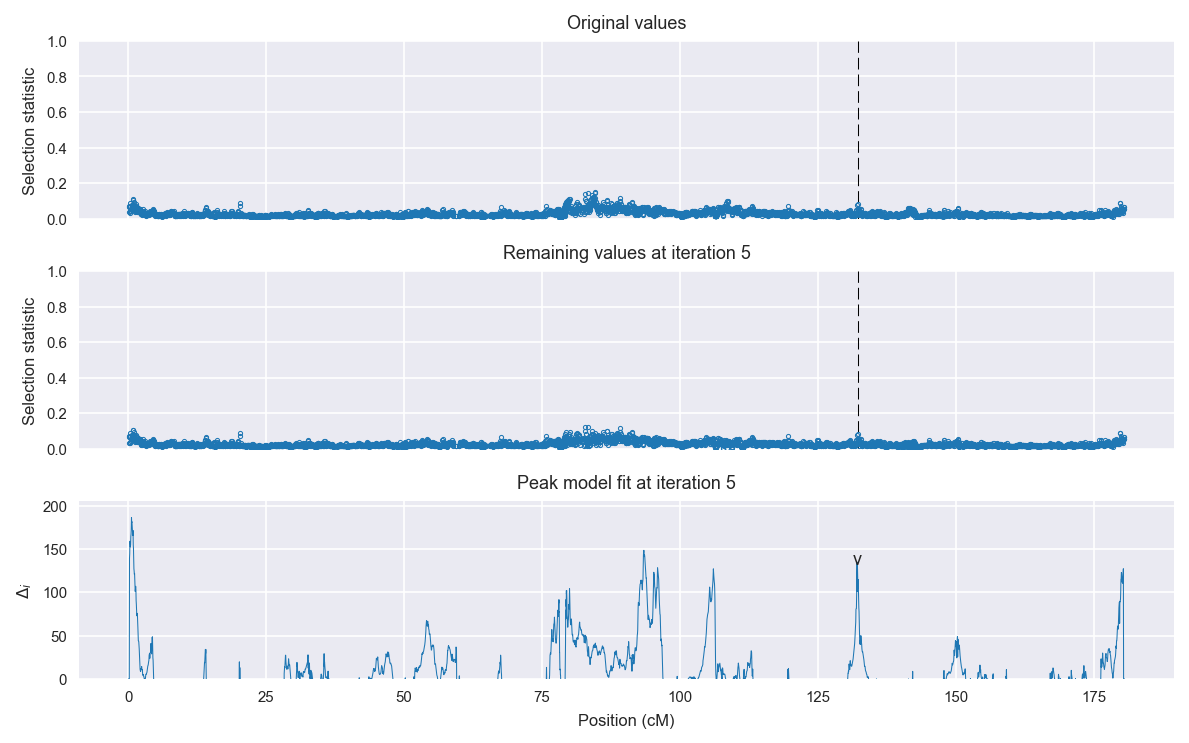 Original values
Selection statistic
1.0
0.8
0.6
0.4
0.2
0.0
Remaining values at iteration 5
Selection statistic
1.0
0.8
0.6
0.4
0.2
0.0
Peak model fit at iteration 5
Δi
200
150
100
50
0
v
0 25 50 75 100 125 150 175
Position (cM)